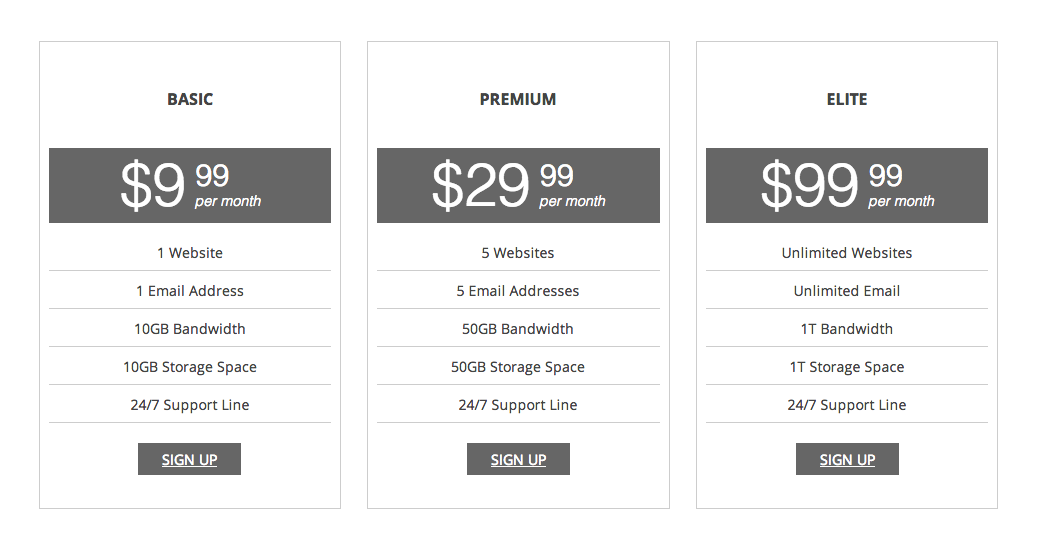 BASIC
$9 99
per month
1 Website
1 Email Address
10GB Bandwidth
10GB Storage Space
24/7 Support Line
SIGN UP
PREMIUM
$29 99
per month
5 Websites
5 Email Addresses
50GB Bandwidth
50GB Storage Space
24/7 Support Line
SIGN UP
ELITE
$99 99
per month
Unlimited Websites
Unlimited Email
1T Bandwidth
1T Storage Space
24/7 Support Line
SIGN UP